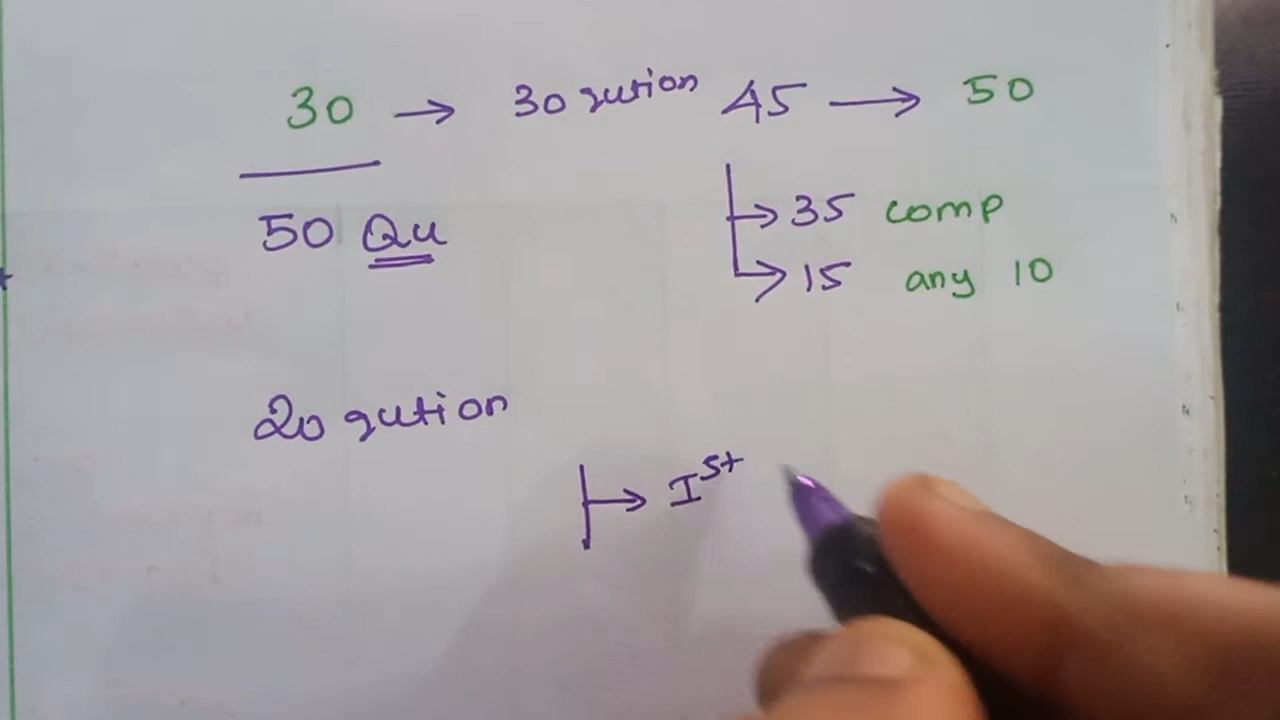 30 → 30 qution 45 → 50
50 Qu → 35 comp
→ 15 any 10
20 qution
→ Ist